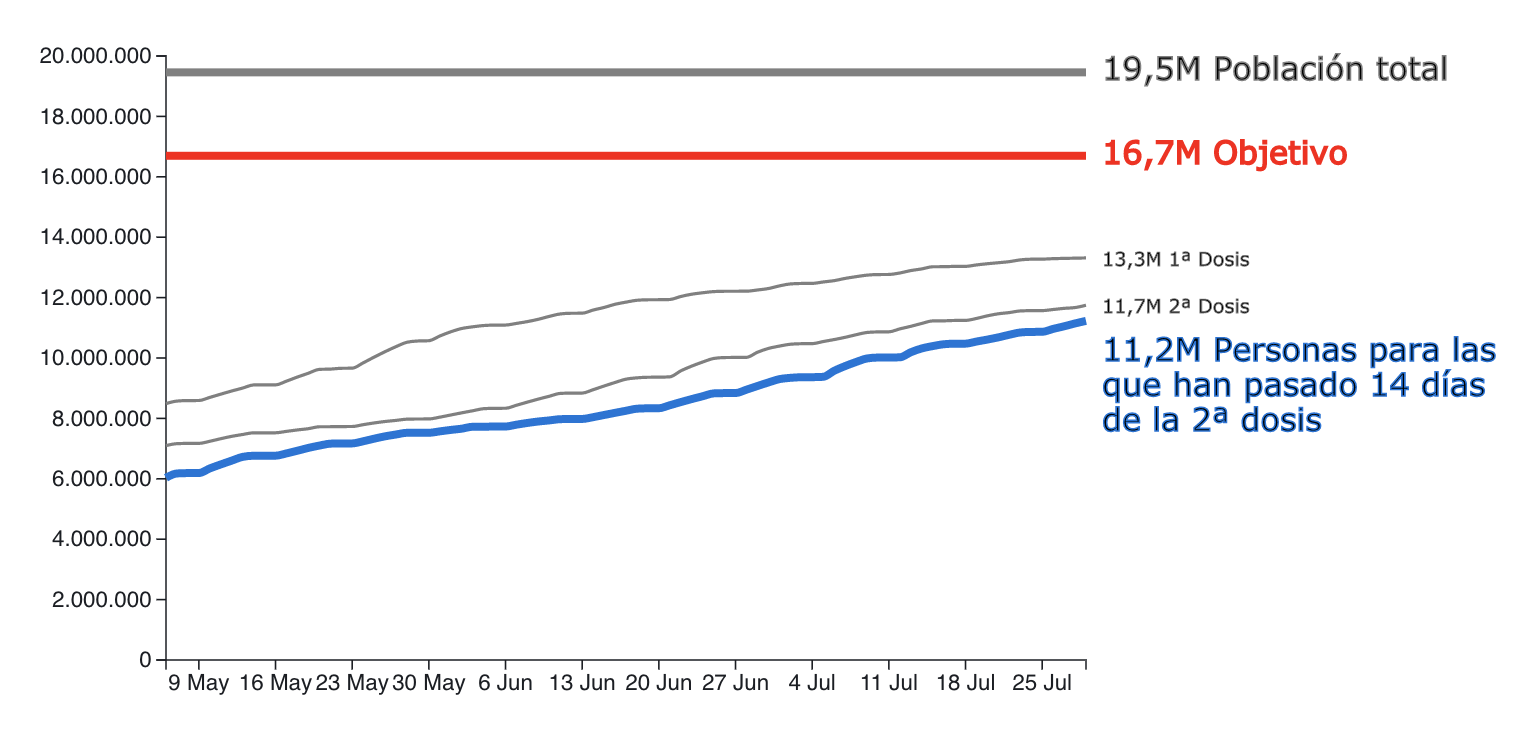 20.000.000
18.000.000
16.000.000
14.000.000
12.000.000
10.000.000
8.000.000
6.000.000
4.000.000
2.000.000
0
19,5M Población total
16,7M Objetivo
13,3M 1ª Dosis
11,7M 2ª Dosis
11,2M Personas para las
que han pasado 14 días
de la 2ª dosis
9 May 16 May 23 May 30 May 6 Jun 13 Jun 20 Jun 27 Jun 4 Jul 11 Jul 18 Jul 25 Jul